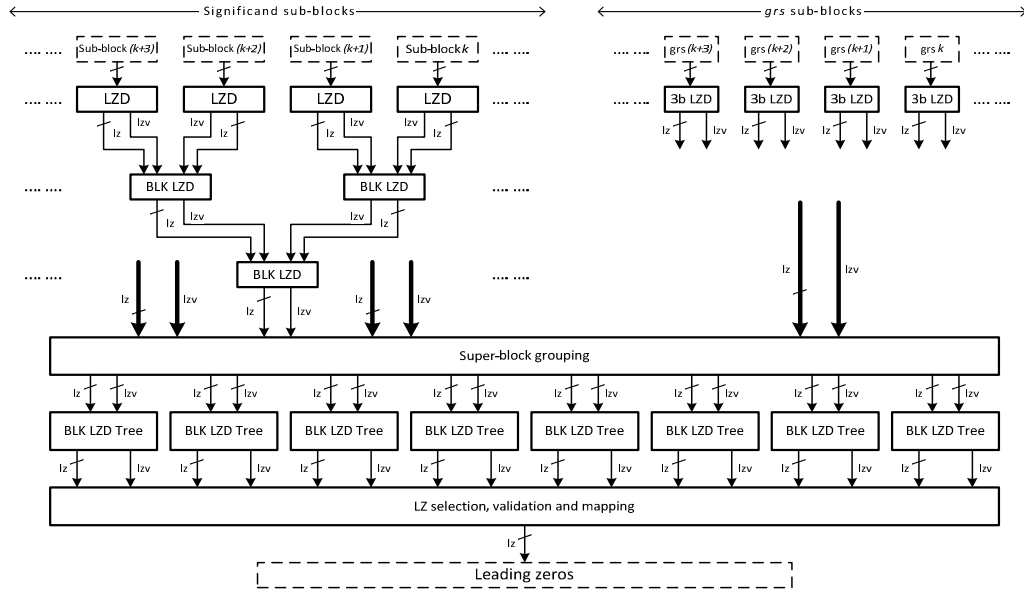 Significand sub-blocks grs sub-blocks
.... .... Sub-block (k+3) Sub-block (k+2) Sub-block (k+1) Sub-block k .... .... .... .... grs (k+3) grs (k+2) grs (k+1) grs k .... ....
.... .... LZD LZD LZD LZD .... .... .... .... 3b LZD 3b LZD 3b LZD 3b LZD .... ....
lz lzv lzv lz lz lzv lzv lz lz lzv lz lzv lz lzv lz lzv
.... .... BLK LZD BLK LZD .... ....
lz lzv lzv lz
.... .... BLK LZD .... ....
lz lzv lz lzv lz lzv lz lzv
Super-block grouping
lz lzv lz lzv lz lzv lz lzv lz lzv lz lzv lz lzv lz lzv
BLK LZD Tree BLK LZD Tree BLK LZD Tree BLK LZD Tree BLK LZD Tree BLK LZD Tree BLK LZD Tree BLK LZD Tree
lz lzv lz lzv lz lzv lz lzv lz lzv lz lzv lz lzv lz lzv
LZ selection, validation and mapping
lz
Leading zeros